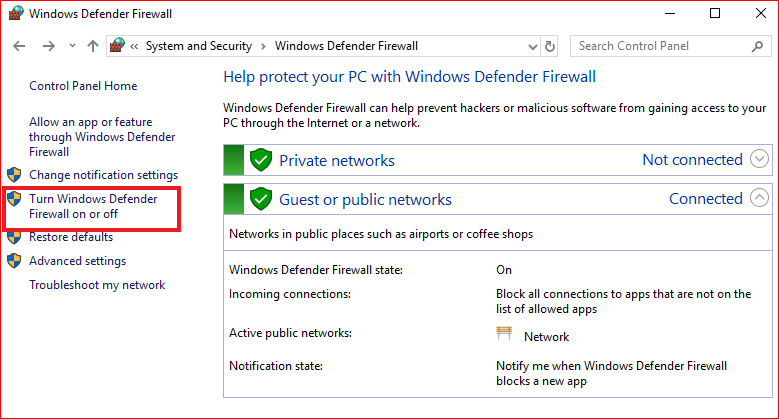 Windows Defender Firewall
« System and Security > Windows Defender Firewall
Search Control Panel
Control Panel Home
Allow an app or feature
through Windows Defender
Firewall
Change notification settings
Turn Windows Defender
Firewall on or off
Restore defaults
Advanced settings
Troubleshoot my network
Help protect your PC with Windows Defender Firewall
Windows Defender Firewall can help prevent hackers or malicious software from gaining access to your
PC through the Internet or a network.
Private networks Not connected
Guest or public networks Connected
Networks in public places such as airports or coffee shops
Windows Defender Firewall state: On
Incoming connections: Block all connections to apps that are not on the
list of allowed apps
Active public networks: Network
Notification state: Notify me when Windows Defender Firewall
blocks a new app